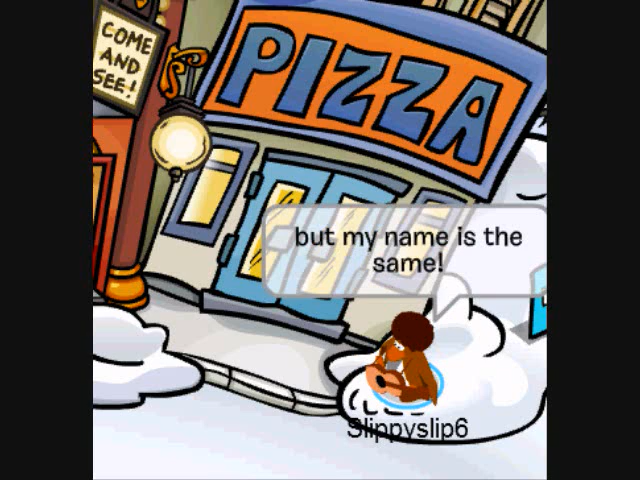 COME
AND
SEE!
PIZZA
but my name is the
same!
Slippyslip6